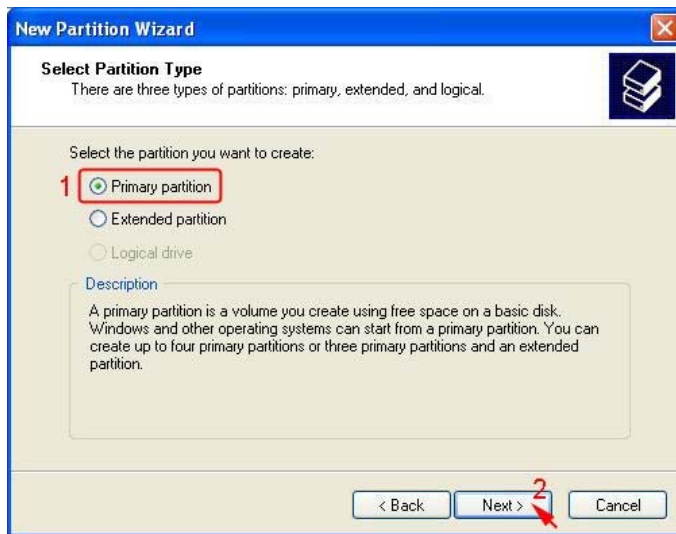 New Partition Wizard
Select Partition Type
There are three types of partitions: primary, extended, and logical.
Select the partition you want to create:
1 Primary partition
Extended partition
Logical drive
Description
A primary partition is a volume you create using free space on a basic disk.
Windows and other operating systems can start from a primary partition. You can
create up to four primary partitions or three primary partitions and an extended
partition.
2
< Back Next > Cancel